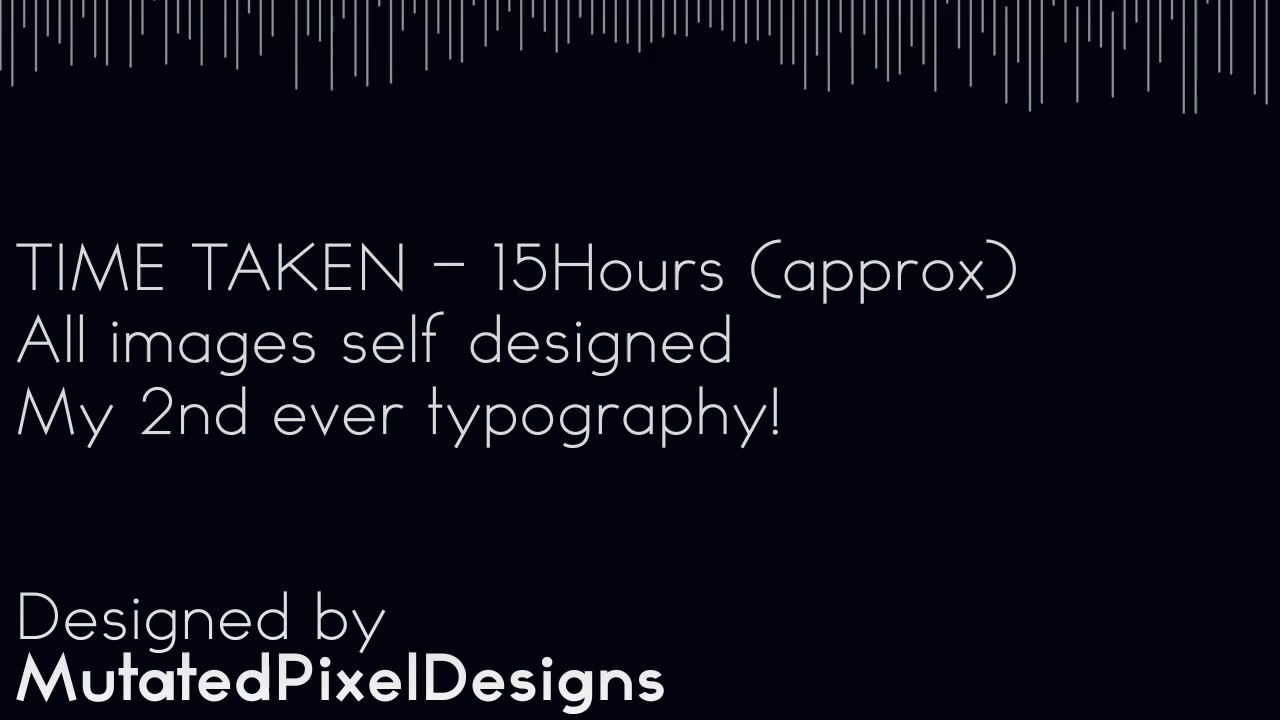 TIME TAKEN - 15Hours (approx)
All images self designed
My 2nd ever typography!
Designed by
MutatedPixelDesigns